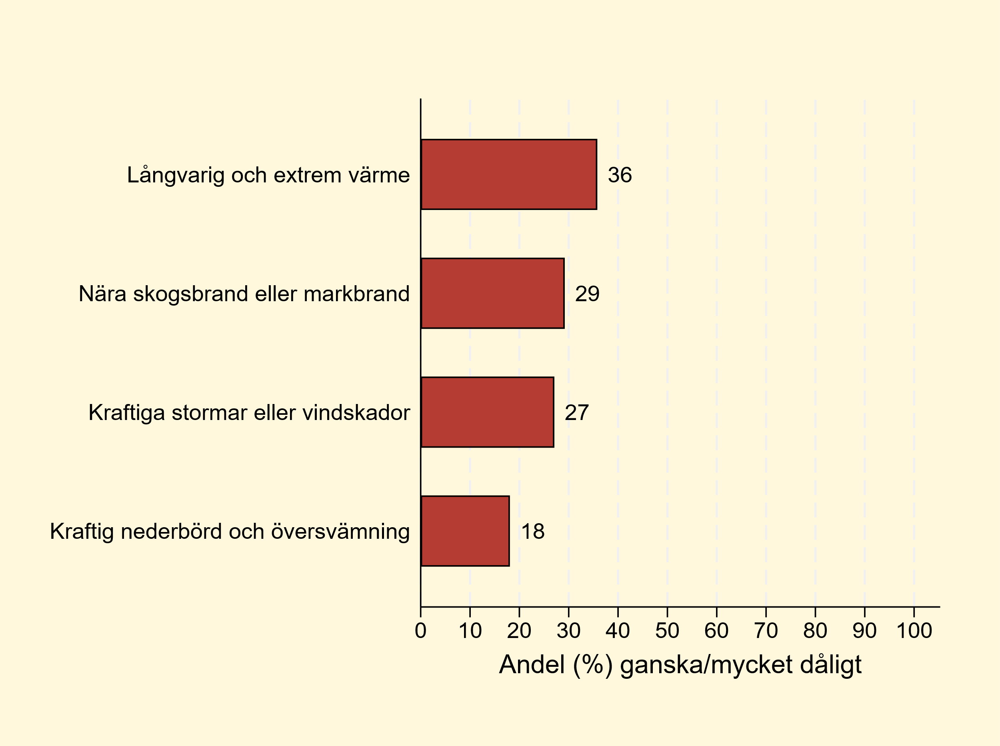 Långvarig och extrem värme
36
Nära skogsbrand eller markbrand
29
Kraftiga stormar eller vindskador
27
Kraftig nederbörd och översvämning
18
0 10 20 30 40 50 60 70 80 90 100
Andel (%) ganska/mycket dåligt